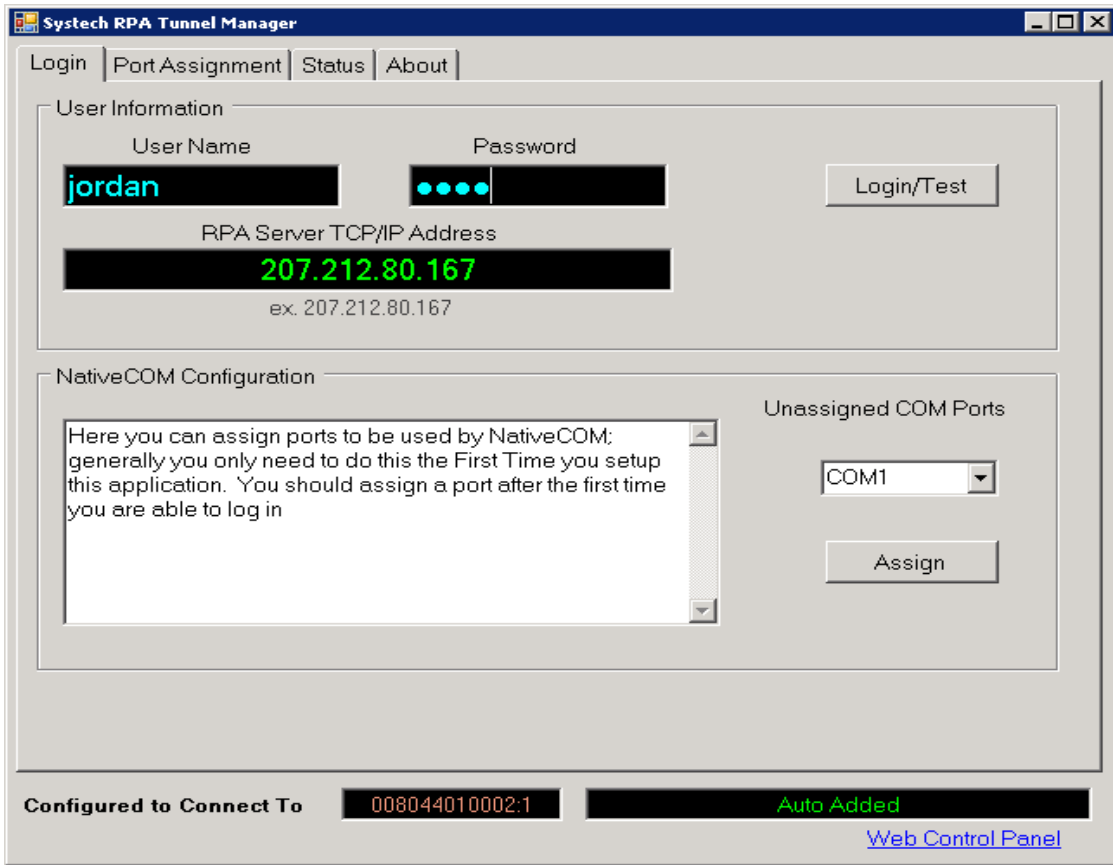 Systech RPA Tunnel Manager
Login Port Assignment Status About
User Information
User Name Password
jordan ●●●● Login/Test
RPA Server TCP/IP Address
207.212.80.167
ex. 207.212.80.167
NativeCOM Configuration
Unassigned COM Ports
Here you can assign ports to be used by NativeCOM;
generally you only need to do this the First Time you setup
this application. You should assign a port after the first time
you are able to log in
COM1
Assign
Configured to Connect To 008044010002:1 Auto Added
Web Control Panel